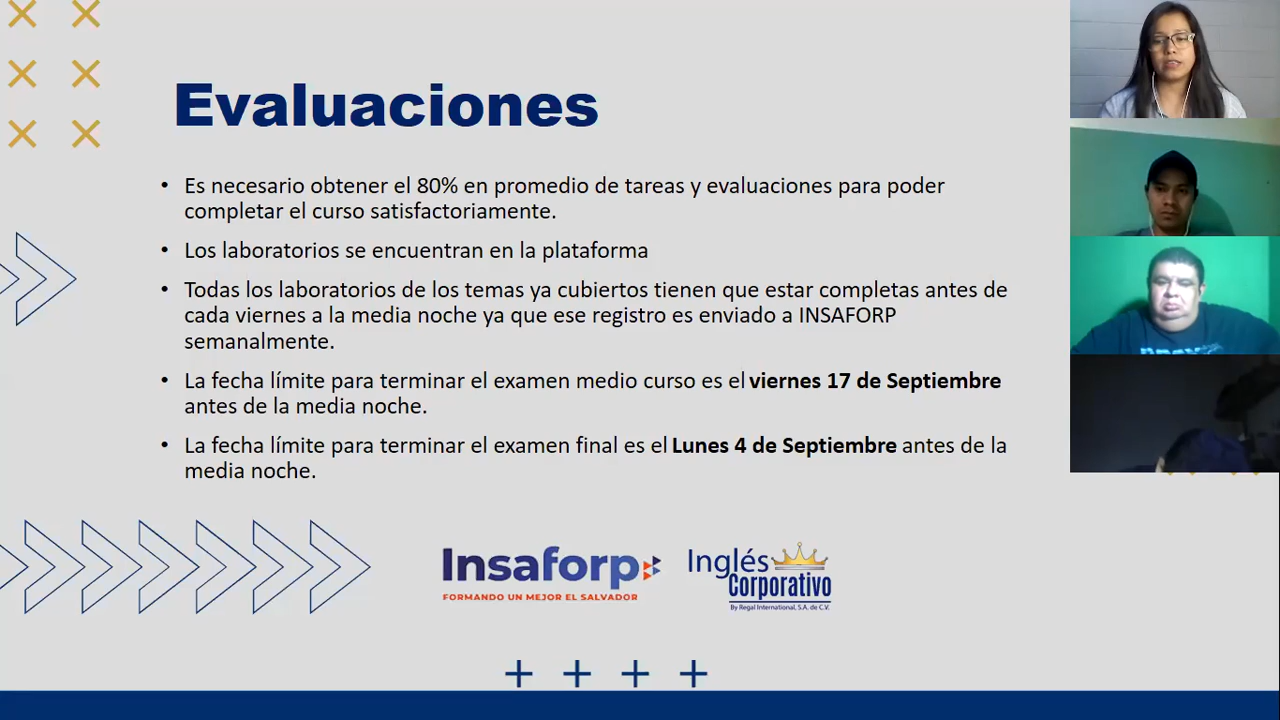 Evaluaciones
• Es necesario obtener el 80% en promedio de tareas y evaluaciones para poder
completar el curso satisfactoriamente.
• Los laboratorios se encuentran en la plataforma
• Todas los laboratorios de los temas ya cubiertos tienen que estar completas antes de
cada viernes a la media noche ya que ese registro es enviado a INSAFORP
semanalmente.
• La fecha límite para terminar el examen medio curso es el viernes 17 de Septiembre
antes de la media noche.
• La fecha límite para terminar el examen final es el Lunes 4 de Septiembre antes de la
media noche.
Insaforp
FORMANDO UN MEJOR EL SALVADOR
Inglés
Corporativo
By Regal International, S.A. de C.V.